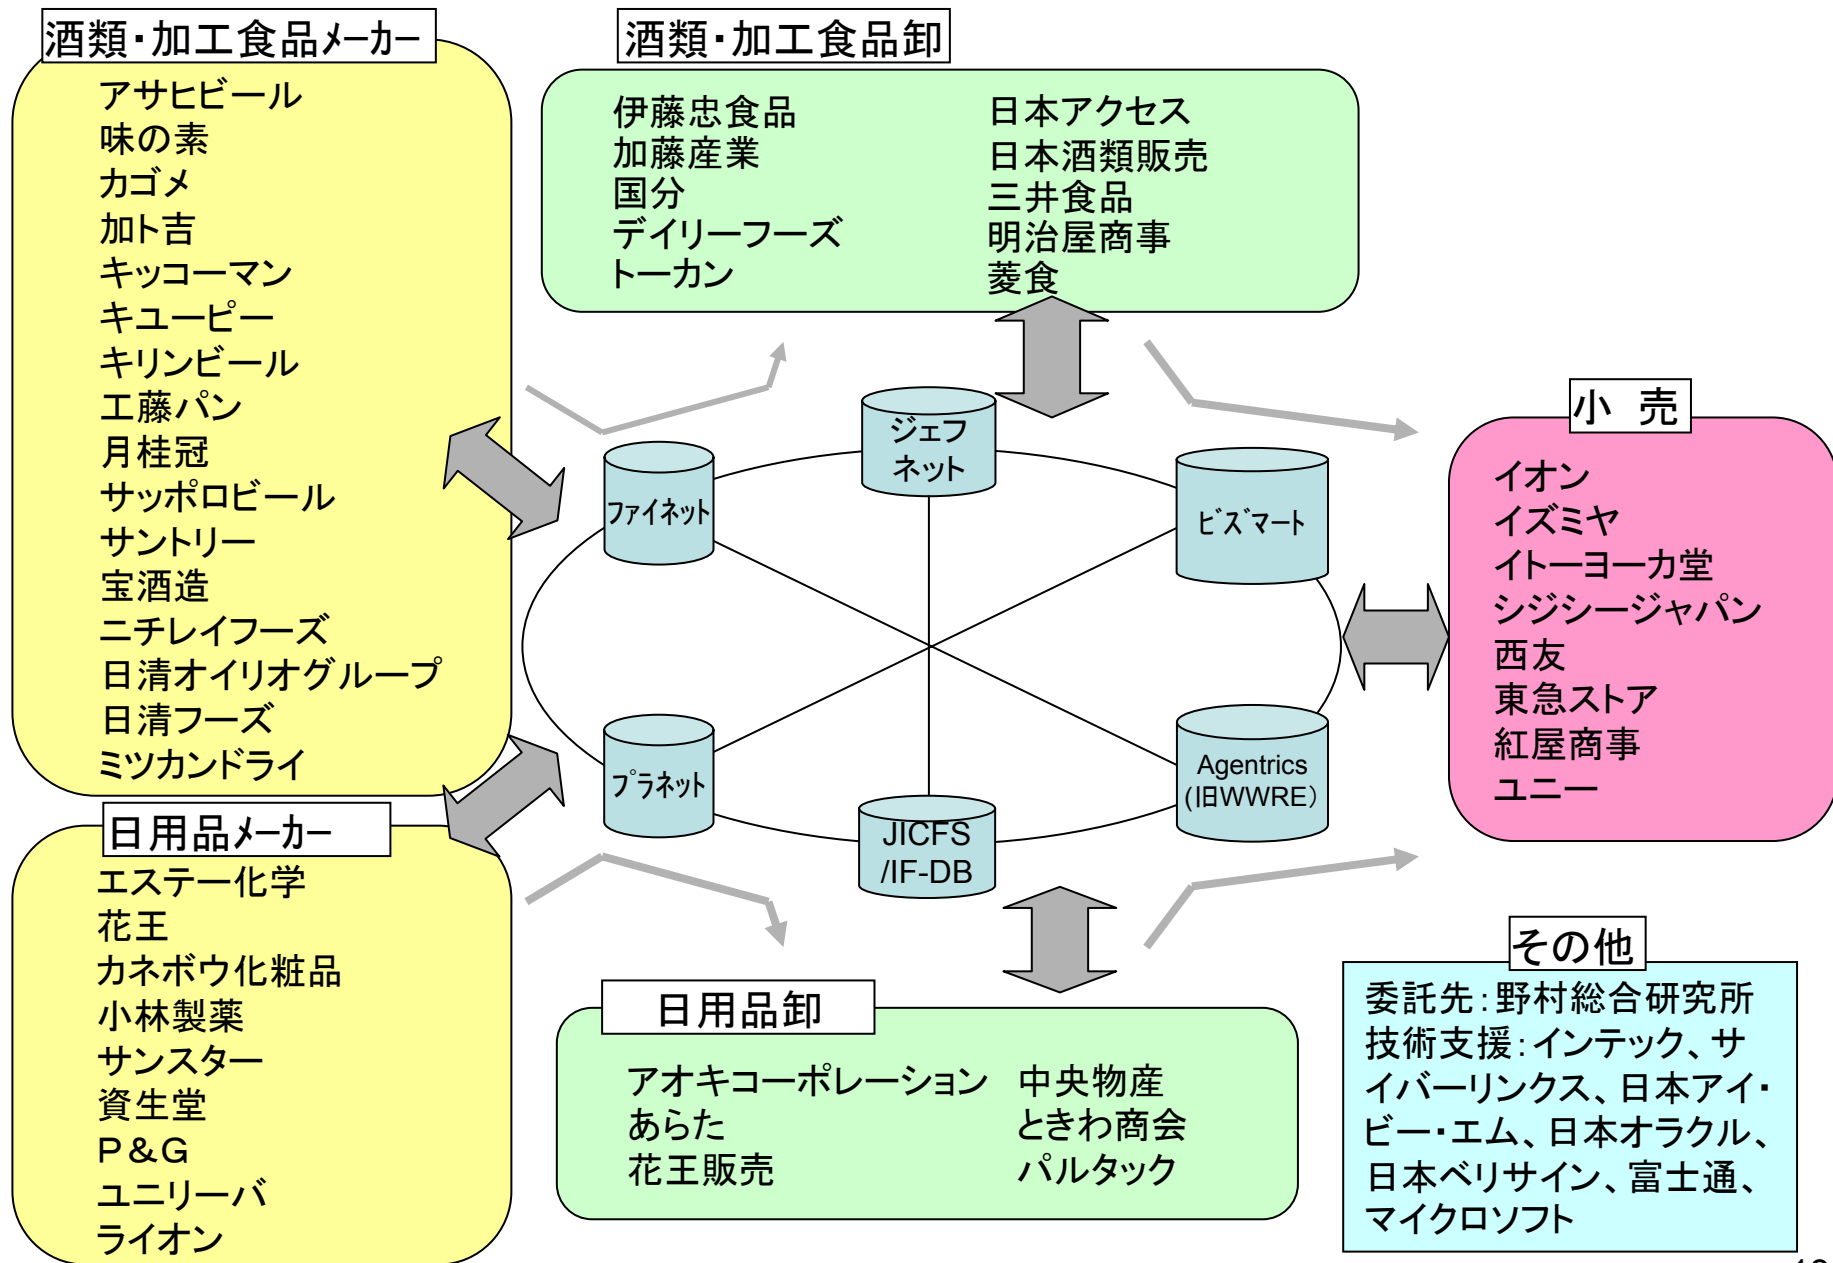 酒類・加工食品メーカー
アサヒビール
味の素
カゴメ
加ト吉
キッコーマン
キユーピー
キリンビール
工藤パン
月桂冠
サッポロビール
サントリー
宝酒造
ニチレイフーズ
日清オイリオグループ
日清フーズ
ミツカンドライ
日用品メーカー
エステー化学
花王
カネボウ化粧品
小林製薬
サンスター
資生堂
P&G
ユニリーバ
ライオン
酒類・加工食品卸
伊藤忠食品
加藤産業
国分
デイリーフーズ
トーカン
日本アクセス
日本酒類販売
三井食品
明治屋商事
菱食
ジェフ
ネット
ファイネット
ビズマート
プラネット
Agentrics
(旧WWRE)
JICFS
/IF-DB
日用品卸
アオキコーポレーション
あらた
花王販売
中央物産
ときわ商会
パルタック
小 売
イオン
イズミヤ
イトーヨーカ堂
シジシージャパン
西友
東急ストア
紅屋商事
ユニー
その他
委託先:野村総合研究所
技術支援:インテック、サ
イバーリンクス、日本アイ・
ビー・エム、日本オラクル、
日本ベリサイン、富士通、
マイクロソフト